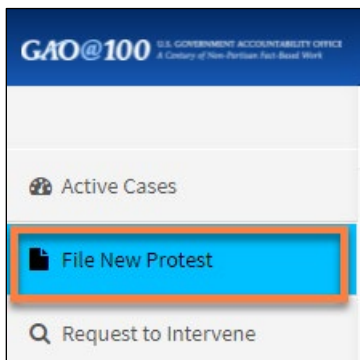 GAO@100 U.S. GOVERNMENT ACCOUNTABILITY OFFICE
A Century of Non-Partisan Fact-Based Work
Active Cases
File New Protest
Request to Intervene